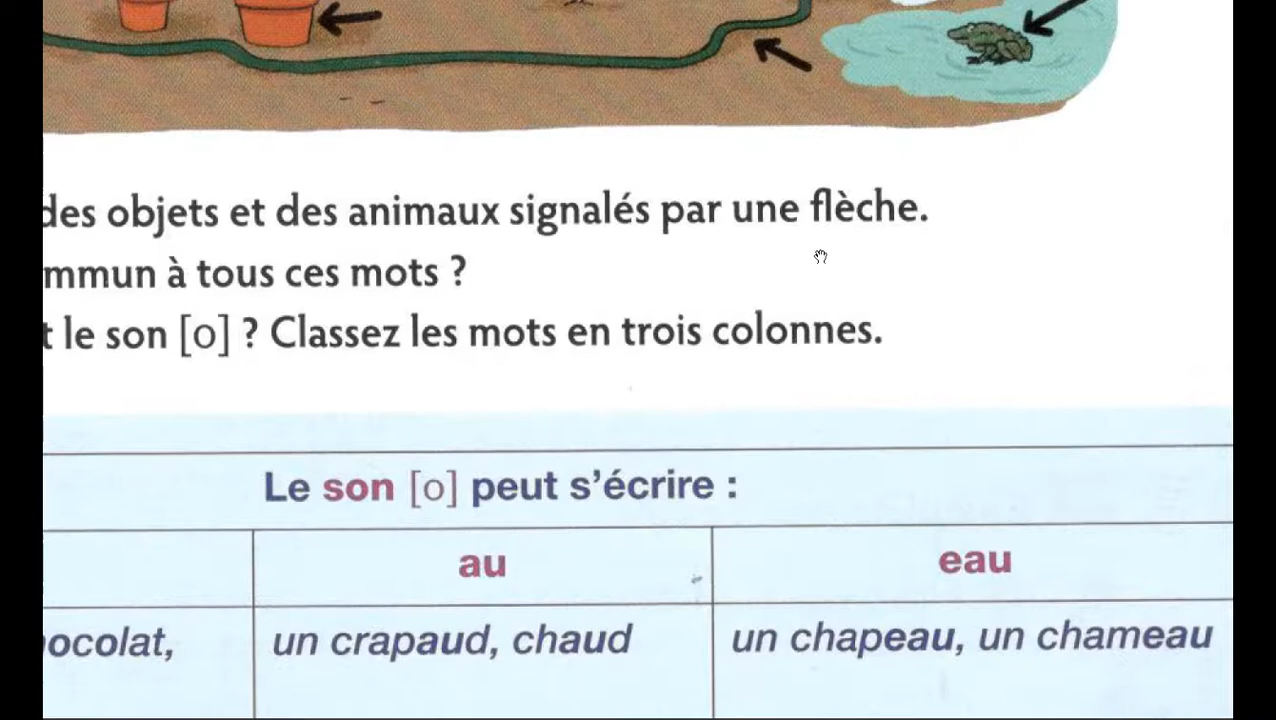 des objets et des animaux signalés par une flèche.
mmun à tous ces mots ?
t le son [o] ? Classez les mots en trois colonnes.
Le son [o] peut s'écrire :
au eau
ocolat, un crapaud, chaud un chapeau, un chameau